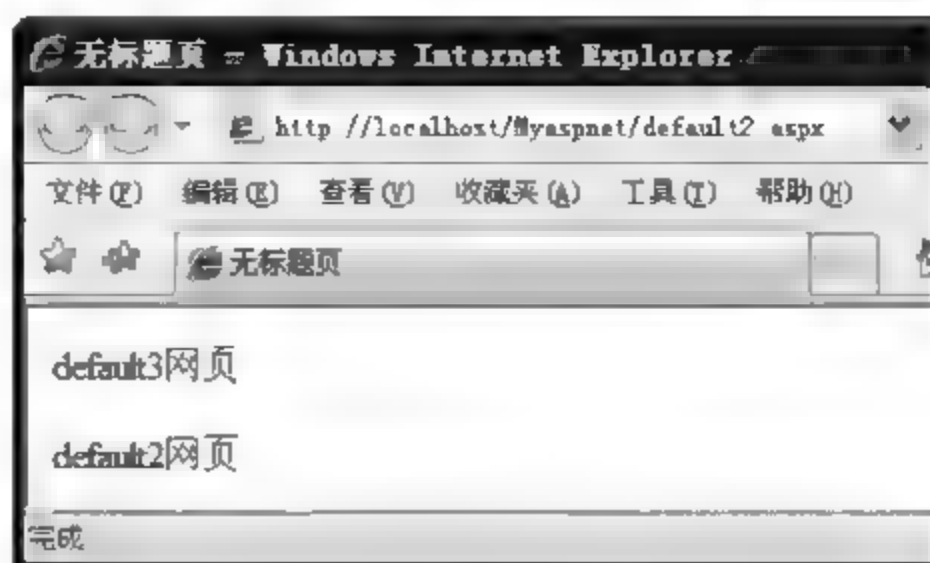 无标题页 - Windows Internet Explorer
http //localhost/Myaspnet/default2 aspx
文件(F) 编辑(E) 查看(V) 收藏夹(A) 工具(T) 帮助(H)
无标题页
default3网页
default2网页
完成